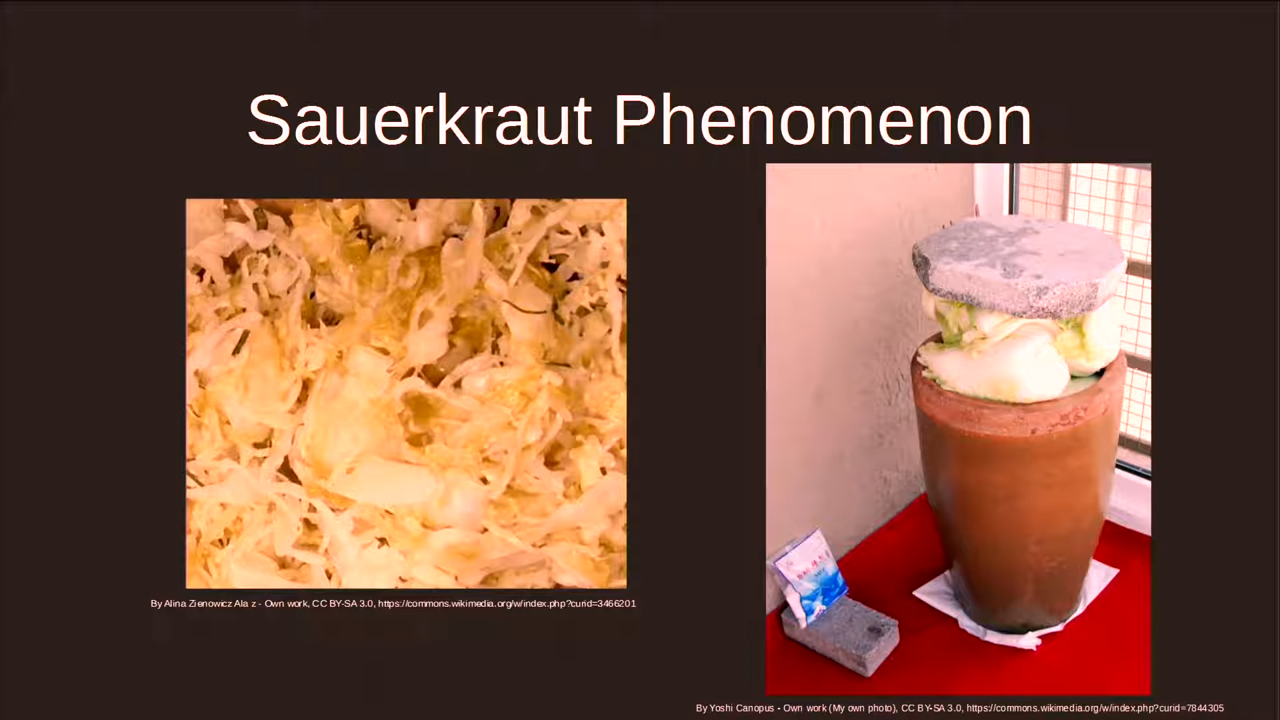 Sauerkraut Phenomenon
By Alina Zienowicz Ala z - Own work, CC BY-SA 3.0, https://commons.wikimedia.org/w/index.php?curid=3466201
By Yoshi Canopus - Own work (My own photo), CC BY-SA 3.0, https://commons.wikimedia.org/w/index.php?curid=7844305